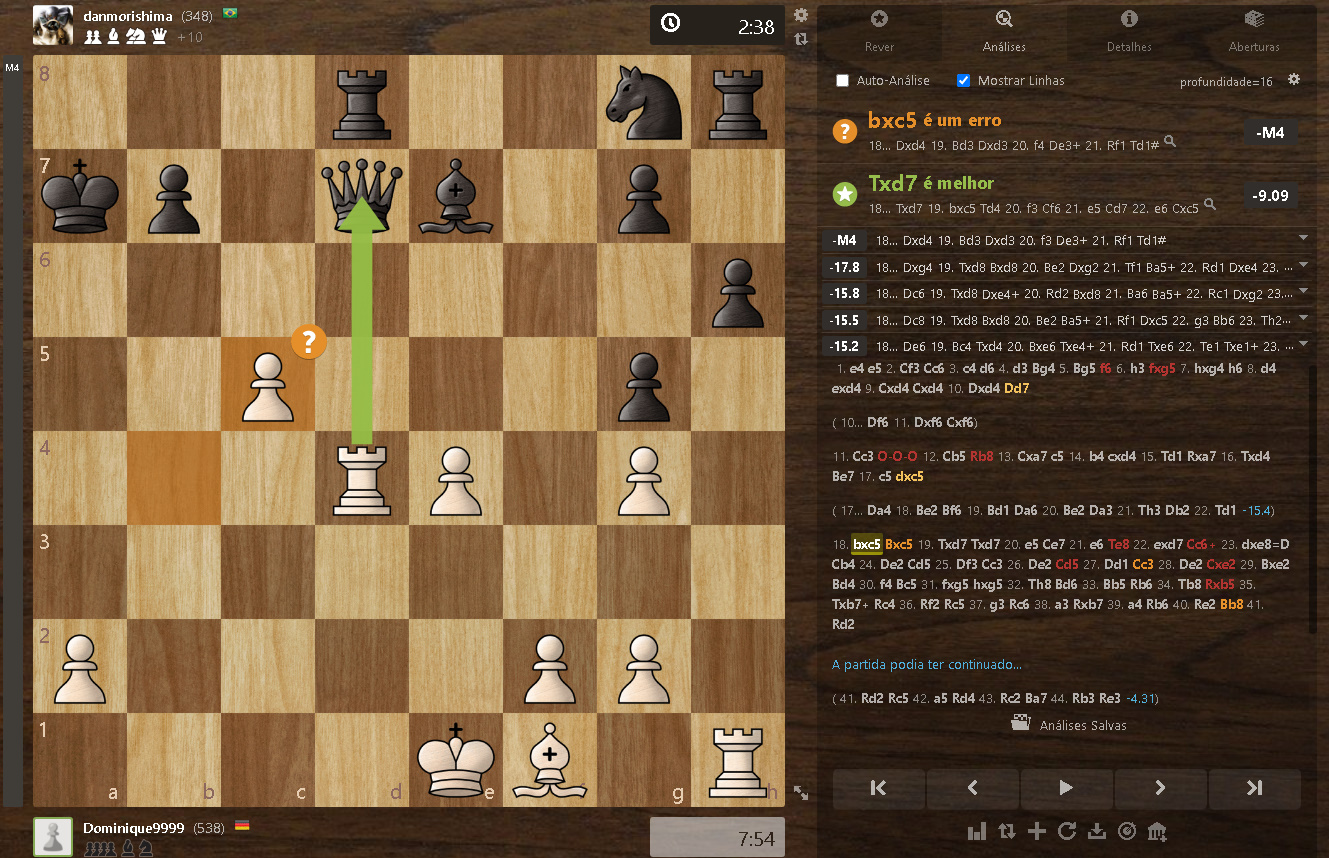 danmorishima (348)
+10
2:38
M4
8
7
6
5
4
3
2
1
a b c d e f g h
?
Dominique9999 (538)
7:54
Rever
Análises
Detalhes
Aberturas
Auto-Análise
Mostrar Linhas
profundidade=16
? bxc5 é um erro
18... Dxd4 19. Bd3 Dxd3 20. f4 De3+ 21. Rf1 Td1#
-M4
Txd7 é melhor
18... Txd7 19. bxc5 Td4 20. f3 Cf6 21. e5 Cd7 22. e6 Cxc5
-9.09
-M4 18... Dxd4 19. Bd3 Dxd3 20. f3 De3+ 21. Rf1 Td1#
-17.8 18... Dxg4 19. Txd8 Bxd8 20. Be2 Dxg2 21. Tf1 Ba5+ 22. Rd1 Dxe4 23. ...
-15.8 18... Dc6 19. Txd8 Dxe4+ 20. Rd2 Bxd8 21. Ba6 Ba5+ 22. Rc1 Dxg2 23....
-15.5 18... Dc8 19. Txd8 Bxd8 20. Be2 Ba5+ 21. Rf1 Dxc5 22. g3 Bb6 23. Th2...
-15.2 18... De6 19. Bc4 Txd4 20. Bxe6 Txe4+ 21. Rd1 Txe6 22. Te1 Txe1+ 23. ...
1. e4 e5 2. Cf3 Cc6 3. c4 d6 4. d3 Bg4 5. Bg5 f6 6. h3 fxg5 7. hxg4 h6 8. d4
exd4 9. Cxd4 Cxd4 10. Dxd4 Dd7
( 10... Df6 11. Dxf6 Cxf6)
11. Cc3 O-O-O 12. Cb5 Rb8 13. Cxa7 c5 14. b4 cxd4 15. Td1 Rxa7 16. Txd4
Be7 17. c5 dxc5
( 17... Da4 18. Be2 Bf6 19. Bd1 Da6 20. Be2 Da3 21. Th3 Db2 22. Td1 -15.4)
18. bxc5 Bxc5 19. Txd7 Txd7 20. e5 Ce7 21. e6 Te8 22. exd7 Cc6+ 23. dxe8=D
Cb4 24. De2 Cd5 25. Df3 Cc3 26. De2 Cd5 27. Dd1 Cc3 28. De2 Cxe2 29. Bxe2
Bd4 30. f4 Bc5 31. fxg5 hxg5 32. Th8 Bd6 33. Bb5 Rb6 34. Tb8 Rxb5 35.
Txb7+ Rc4 36. Rf2 Rc5 37. g3 Rc6 38. a3 Rxb7 39. a4 Rb6 40. Re2 Bb8 41.
Rd2
A partida podia ter continuado...
( 41. Rd2 Rc5 42. a5 Rd4 43. Rc2 Ba7 44. Rb3 Re3 -4.31)
Análises Salvas